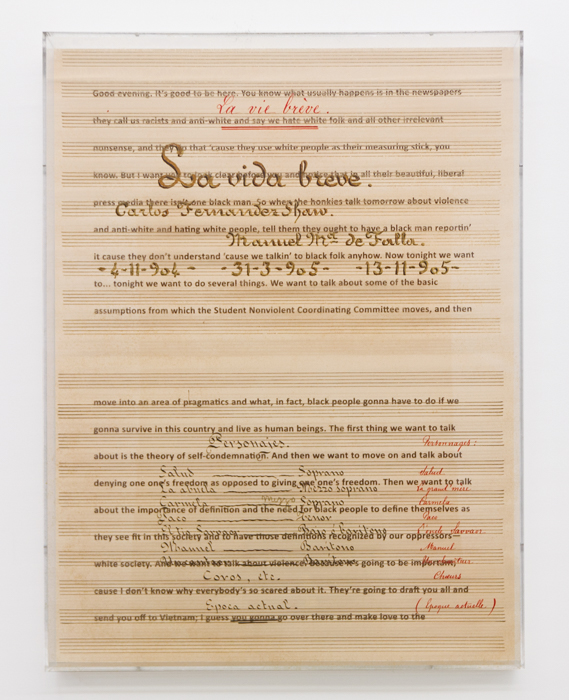 Good evening. It's good to be here. You know what usually happens is in the newspapers
La vie brève.
they call us racists and anti-white and say we hate white folk and all other irrelevant
nonsense, and they do that 'cause they use white people as their measuring stick, you
La vida breve.
know. But I want to clear before you and notice that in all their beautiful, liberal
press media there isn't one black man. So when the honkies talk tomorrow about violence
Carlos Fernandez Shaw.
and anti-white and hating white people, tell them they ought to have a black man reportin'
Manuel Mª de Falla.
it cause they don't understand 'cause we talkin' to black folk anyhow. Now tonight we want
-4-11-904- -31-3-905- -13-11-905-
to... tonight we want to do several things. We want to talk about some of the basic
assumptions from which the Student Nonviolent Coordinating Committee moves, and then
move into an area of pragmatics and what, in fact, black people gonna have to do if we
gonna survive in this country and live as human beings. The first thing we want to talk
Personajes. Personnages:
about is the theory of self-condemnation. And then we want to move on and talk about
Salud Soprano Salud
denying one one's freedom as opposed to giving one one's freedom. Then we want to talk
La abuela Mezzo soprano La grand'mère
Carmela Mezzo Soprano Carmela
about the importance of definition and the need for black people to define themselves as
Paco Tenor Paco
El tio Sarvaor Bajo ó barítono L'oncle Sarvaor
they see fit in this society and to have those definitions recognized by our oppressors—
Manuel Barítono Manuel
white society. And we want to talk about violence, because it's going to be important,
Coros, etc. Chœurs
cause I don't know why everybody's so scared about it. They're going to draft you all and
Época actual. (Époque actuelle.)
send you off to Vietnam; I guess you gonna go over there and make love to the